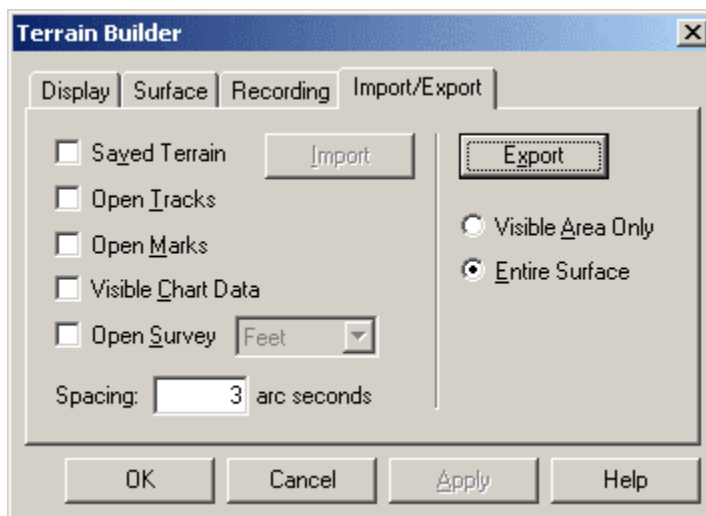 Terrain Builder
Display Surface Recording Import/Export
Saved Terrain Import
Open Tracks
Open Marks
Visible Chart Data
Open Survey Feet
Spacing: 3 arc seconds
Export
Visible Area Only
Entire Surface
OK Cancel Apply Help